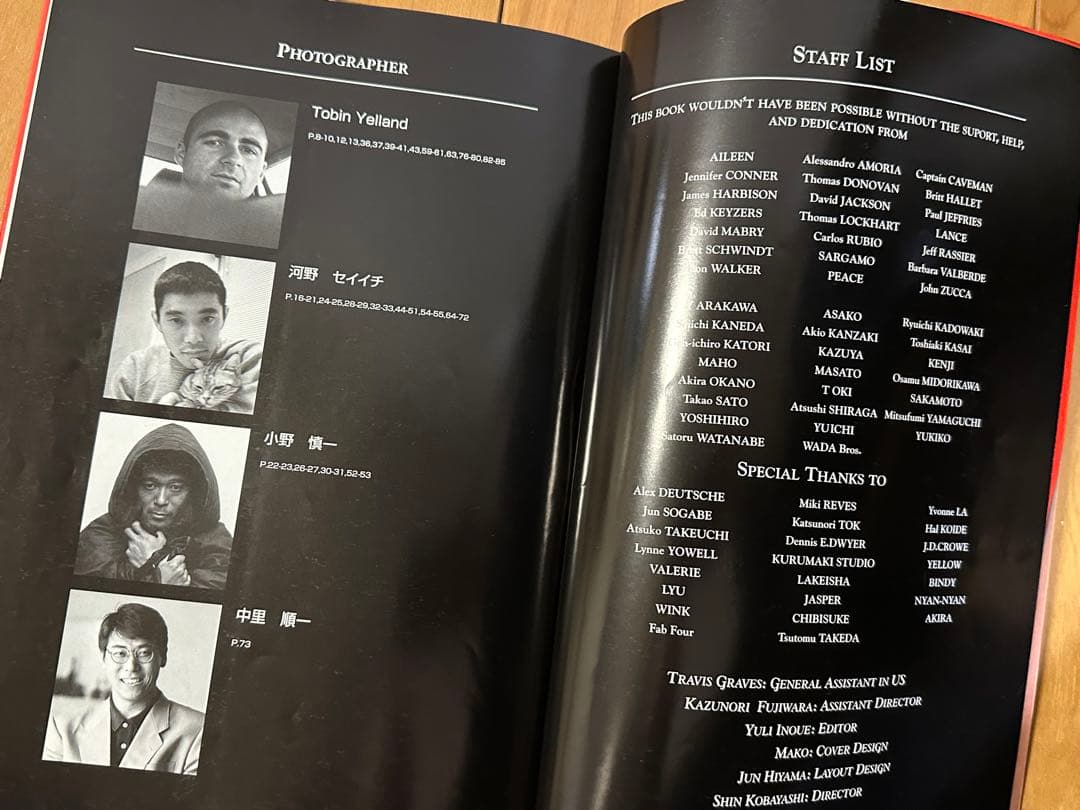 PHOTOGRAPHER
Tobin Yelland
P.8-10,12,13,36,37,39-41,43,59-61,63,76-80,82-85
河野 セイイチ
P.16-21,24-25,28-29,32-33,44-51,54-55,64-72
小野 慎一
P.22-23,26-27,30-31,52-53
中里 順一
P.73
STAFF LIST
THIS BOOK WOULDN'T HAVE BEEN POSSIBLE WITHOUT THE SUPORT, HELP,
AND DEDICATION FROM
AILEEN
Jennifer CONNER
James HARBISON
Ed KEYZERS
David MABRY
SCHWINDT
WALKER
Alessandro AMORIA
Thomas DONOVAN
David JACKSON
Thomas LOCKHART
Carlos RUBIO
SARGAMO
PEACE
Captain CAVEMAN
Britt HALLET
Paul JEFFRIES
LANCE
Jeff RASSIER
Barbara VALBERDE
John ZUCCA
ARAKAWA
KANEDA
KATORI
MAHO
Akira OKANO
Takao SATO
YOSHIHIRO
Satoru WATANABE
ASAKO
Akio KANZAKI
KAZUYA
MASATO
T OKI
Atsushi SHIRAGA
YUICHI
WADA Bros.
Ryuichi KADOWAKI
Toshiaki KASAI
KENJI
Osamu MIDORIKAWA
SAKAMOTO
Mitsufumi YAMAGUCHI
YUKIKO
SPECIAL THANKS TO
Alex DEUTSCHE
Jun SOGABE
Atsuko TAKEUCHI
Lynne YOWELL
VALERIE
LYU
WINK
Fab Four
Miki REVES
Katsunori TOK
Dennis E.DWYER
KURUMAKI STUDIO
LAKEISHA
JASPER
CHIBISUKE
Tsutomu TAKEDA
Yvonne LA
Hal KOIDE
J.D.CROWE
YELLOW
BINDY
NYAN-NYAN
AKIRA
TRAVIS GRAVES: GENERAL ASSISTANT IN US
KAZUNORI FUJIWARA: ASSISTANT DIRECTOR
YULI INOUE: EDITOR
MAKO: COVER DESIGN
JUN HIYAMA: LAYOUT DESIGN
SHIN KOBAYASHI: DIRECTOR